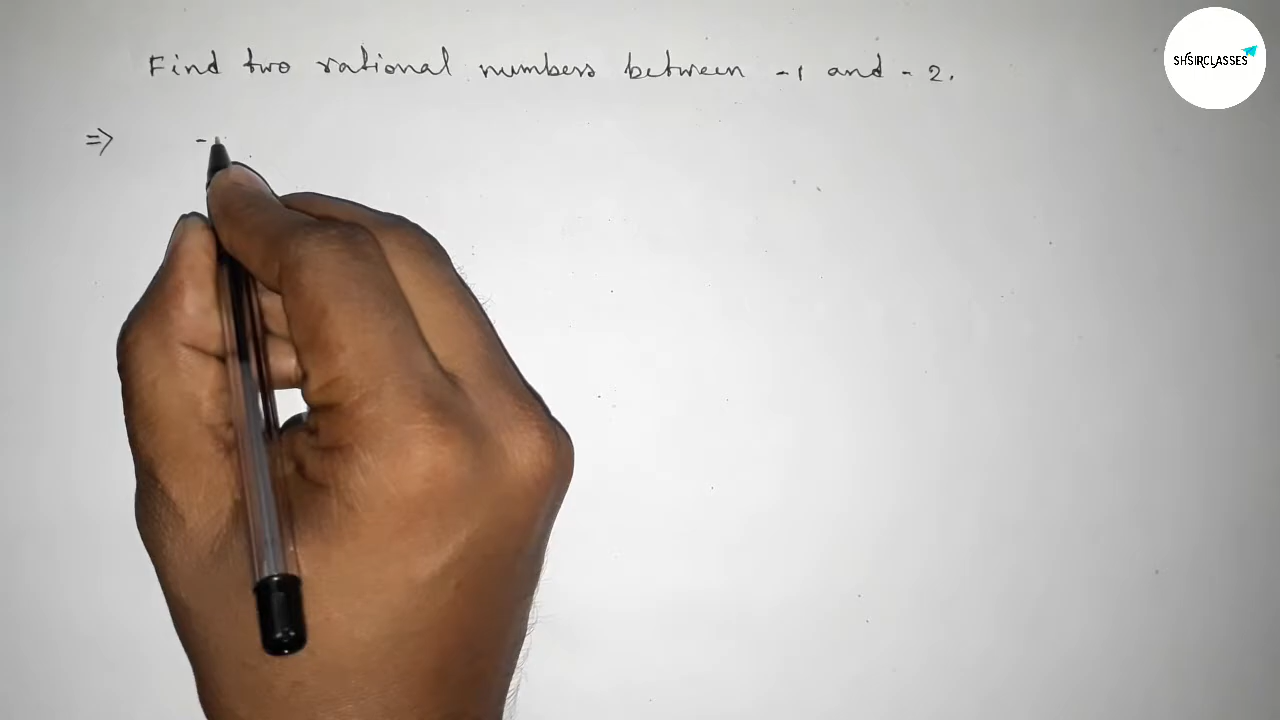 Find two rational numbers between -1 and - 2.
SHSIRCLASSES
=> -